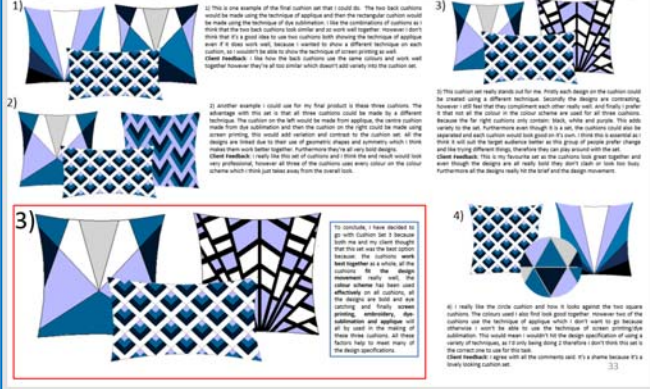 1)
1) This is one example of the final cushion set that I could do. The two back cushions
would be made using the technique of applique and then the rectangular cushion would
be made using the technique of dye sublimation. I like the combinations of cushions as I
think that the two back cushions look similar and so work well together. However I don't
think that it's a good idea to use two cushions both showing the technique of applique
even if it does work well, because I wanted to show a different technique on each
cushion, so I wouldn't be able to show the technique of screen printing as well.
Client Feedback: I like how the back cushions use the same colours and work well
together however they're all too similar which doesn't add variety into the cushion set.
2)
2) another example I could use for my final product is these three cushions. The
advantage with this set is that all three cushions could be made by a different
technique. The cushion on the left would be made from applique, the centre cushion
made from dye sublimation and then the cushion on the right could be made using
screen printing, this would add variation and contrast to the cushion set. All the
designs are linked due to their use of geometric shapes and symmetry which I think
makes them work better together. Furthermore they're all very bold designs.
Client Feedback: I really like this set of cushions and I think the end result would look
very professional, however all three of the cushions uses every colour on the colour
scheme which I think just takes away from the overall look.
3)
To conclude, I have decided to
go with Cushion Set 3 because
both me and my client thought
that this set was the best option
because: the cushions work
best together as a whole, all the
cushions fit the design
movement really well, the
colour scheme has been used
effectively on all cushions, all
the designs are bold and eye
catching and finally screen
printing, embroidery, dye-
sublimation and applique will
all by used in the making of
these three cushions. All these
factors help to meet many of
the design specifications.
3)
3) This cushion set really stands out for me. Firstly each design on the cushion could
be created using a different technique. Secondly the designs are contrasting,
however I still feel that they compliment each other really well and finally I prefer
it that not all the colour in the colour scheme are used for all three cushions.
Because the far right cushions only contain: black, white and purple. This adds
variety to the set. Furthermore even though it is a set, the cushions could also be
separated and each cushion would look good on it's own. I think this is essential as I
think it will suit the target audience better as this group of people prefer change
and like trying different things, therefore they can play around with the set.
Client Feedback: This is my favourite set as the cushions look great together and
even though the designs are all really bold they don't clash or look too busy.
Furthermore all the designs really hit the brief and the design movement.
4)
4) I really like the circle cushion and how it looks against the two square
cushions. The colours used I also find look good together. However two of the
cushions use the technique of applique which I don't want to go because
otherwise I won't be able to use the technique of screen printing/dye
sublimation. This would mean I wouldn't hit the design specification of using a
variety of techniques, as I'd only being doing 2 therefore I don't think this set is
the correct one to use for this task.
Client Feedback: I agree with all the comments said. It's a shame because it's a
lovely looking cushion set.
33